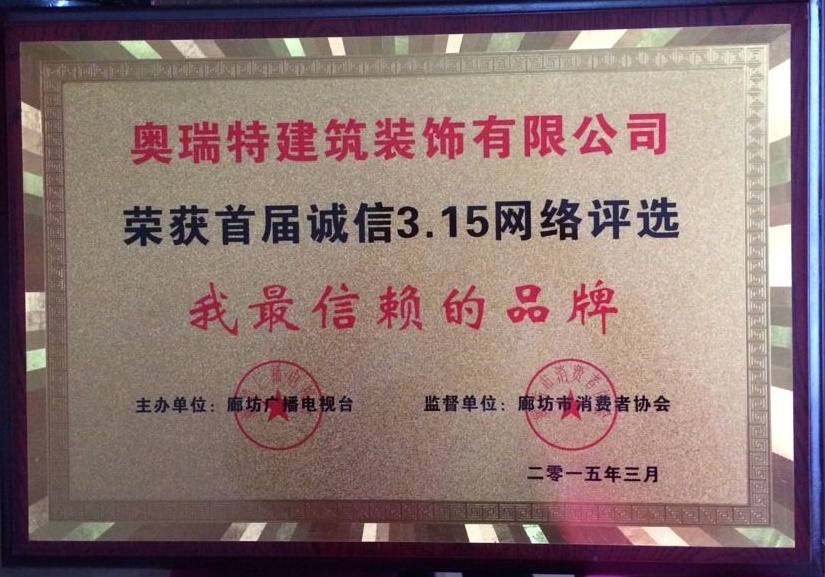 奥瑞特建筑装饰有限公司
荣获首届诚信3.15网络评选
我最信赖的品牌
主办单位：廊坊广播电视台
监督单位：廊坊市消费者协会
二零一五年三月